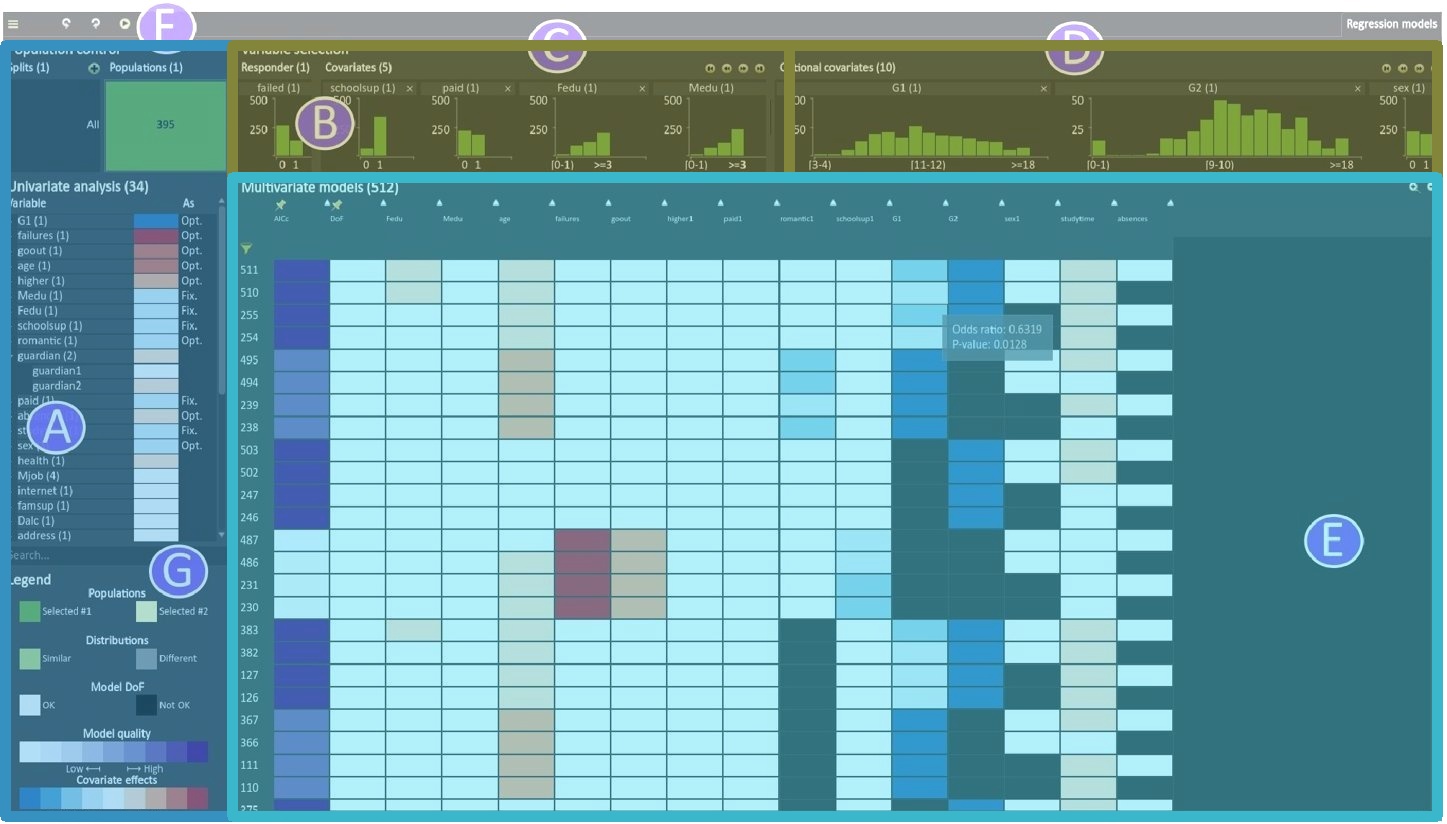 F
Regression models
C
D
Splits (1)
Populations (1)
Responder (1)
Covariates (5)
Optional covariates (10)
failed (1)
schoolsup (1) ×
paid (1) ×
Fedu (1) ×
Medu (1)
G1 (1) ×
G2 (1) ×
sex (1)
500 250 0 1
500 0 1
500 250 0 1
500 250 [0-1) >=3
500 250 [0-1) >=3
[3-4) [11-12) >=18
50 25 [0-1) [9-10) >=18
500 250 0 1
B
All
395
Univariate analysis (34)
Variable As
G1 (1) Opt.
failures (1) Opt.
goout (1) Opt.
age (1) Opt.
higher (1) Opt.
Medu (1) Fix.
Fedu (1) Fix.
schoolsup (1) Fix.
romantic (1) Opt.
guardian (2)
guardian1
guardian2
paid (1) Fix.
Opt.
Fix.
sex Opt.
health (1)
Mjob (4)
internet (1)
famsup (1)
Dalc (1)
address (1)
A
Search...
G
Legend
Populations
Selected #1 Selected #2
Distributions
Similar Different
Model DoF
OK Not OK
Model quality
Low High
Covariate effects
Multivariate models (512)
AICc DoF Fedu Medu age failures goout higher1 paid1 romantic1 schoolsup1 G1 G2 sex1 studytime absences
511
510
255
254
Odds ratio: 0.6319
P-value: 0.0128
495
494
239
238
503
502
247
246
487
486
231
230
383
382
127
126
367
366
111
110
E